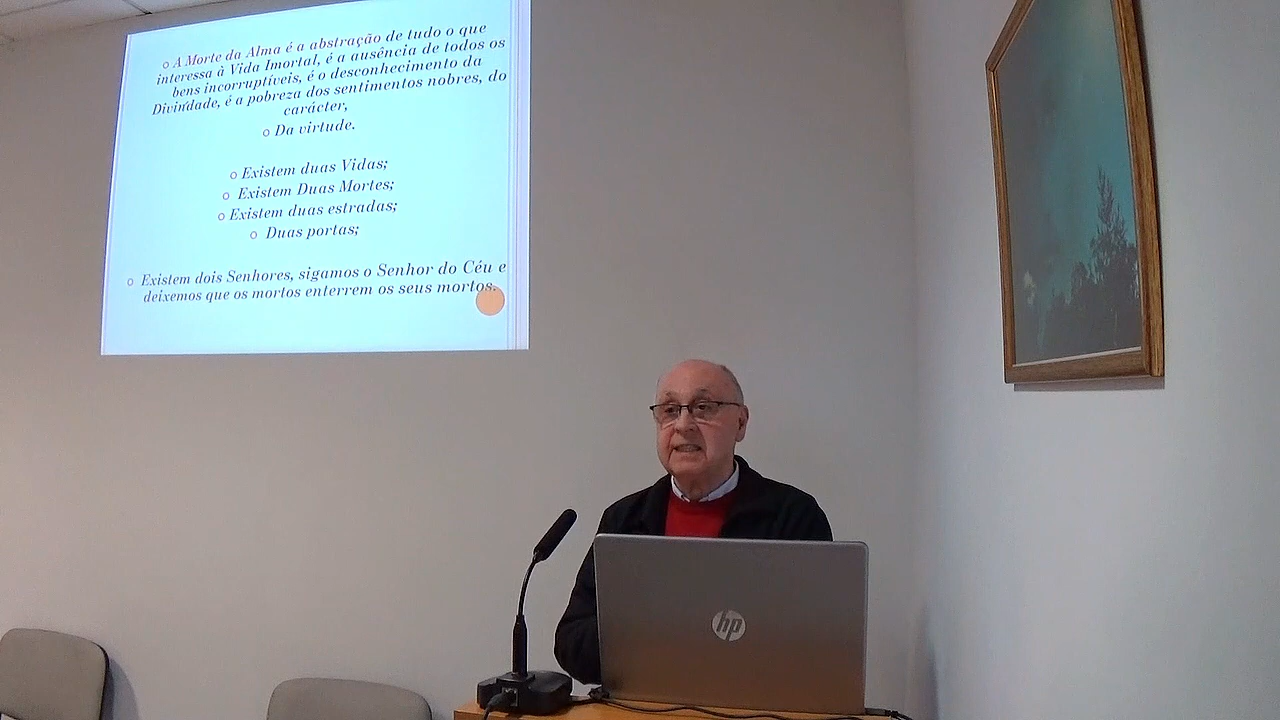 A Morte da Alma é a abstração de tudo o que
interessa à Vida Imortal, é a ausência de todos os
bens incorruptíveis, é o desconhecimento da
Divindade, é a pobreza dos sentimentos nobres, do
carácter,
Da virtude.
Existem duas Vidas;
Existem Duas Mortes;
Existem duas estradas;
Duas portas;
Existem dois Senhores, sigamos o Senhor do Céu e
deixemos que os mortos enterrem os seus mortos.
hp